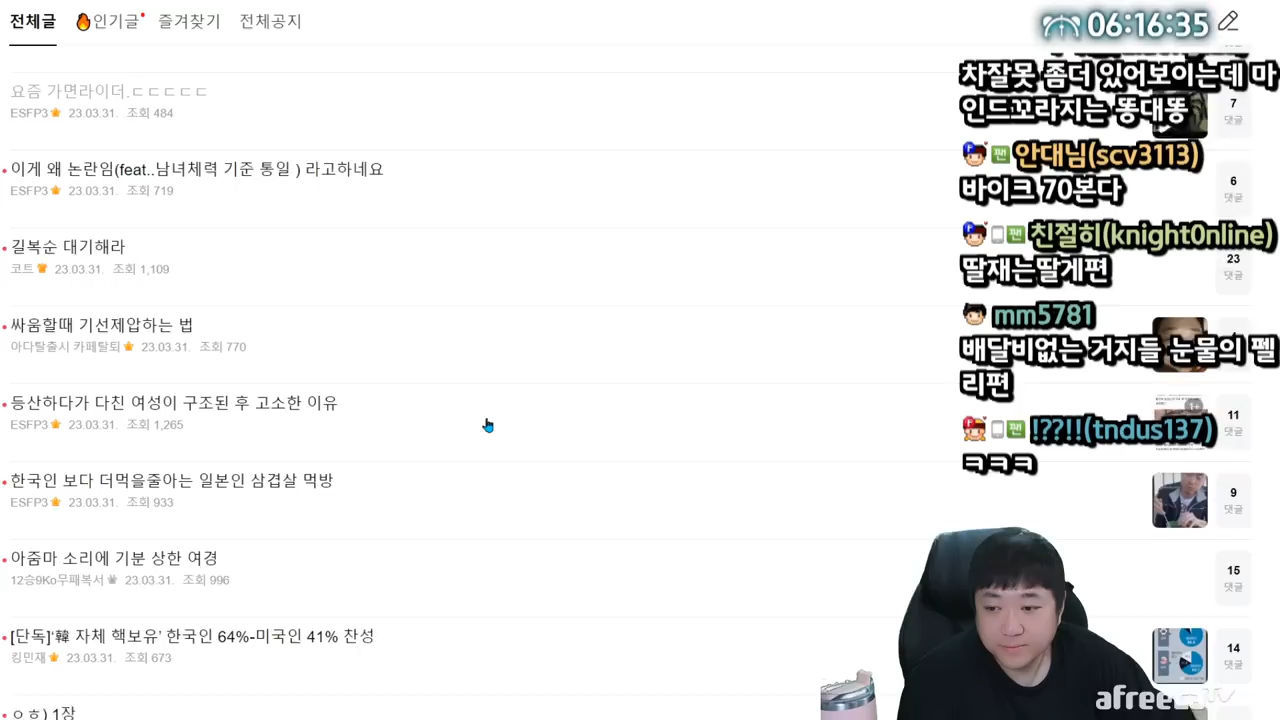 전체글 인기글 즐겨찾기 전체공지
06:16:35
요즘 가면라이더.ㄷㄷㄷㄷㄷ
ESFP3 23.03.31. 조회 484
7
댓글
이게 왜 논란임(feat..남녀체력 기준 통일 ) 라고하네요
ESFP3 23.03.31. 조회 719
6
댓글
길복순 대기해라
코트 23.03.31. 조회 1,109
23
댓글
싸움할때 기선제압하는 법
아다탈출시 카페탈퇴 23.03.31. 조회 770
등산하다가 다친 여성이 구조된 후 고소한 이유
ESFP3 23.03.31. 조회 1,265
11
댓글
한국인 보다 더먹을줄아는 일본인 삼겹살 먹방
ESFP3 23.03.31. 조회 933
9
댓글
아줌마 소리에 기분 상한 여경
12승9Ko무패복서 23.03.31. 조회 996
15
댓글
[단독]‘韓 자체 핵보유’ 한국인 64%-미국인 41% 찬성
킹민재 23.03.31. 조회 673
14
댓글
ㅇㅎ) 1장
차잘못 좀더 있어보이는데 마
인드꼬라지는 똥대똥
팬 안대님(scv3113)
바이크 70본다
팬 친절히(knight0nline)
딸재는딸게편
mm5781
배달비없는 거지들 눈물의 펠
리편
팬 !??!!(tndus137)
ㅋㅋㅋ
afreecaTV